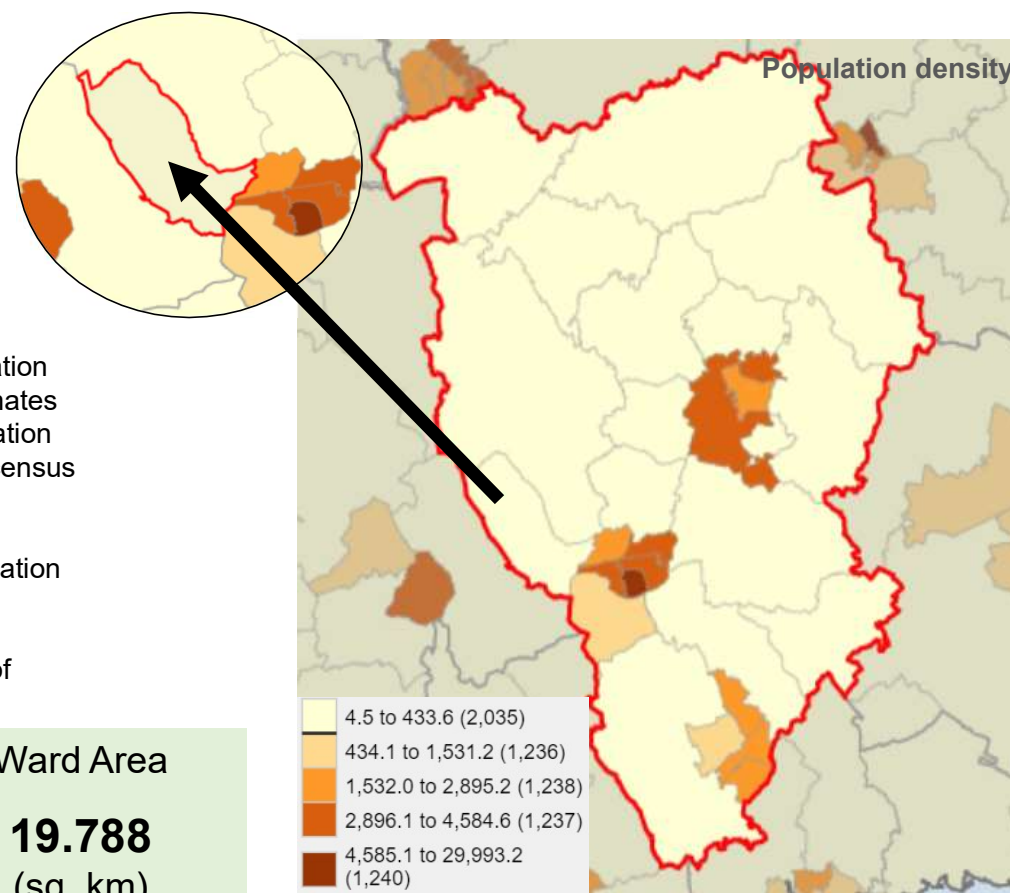 Population density
ation
nates
ation
ensus
ation
of
Ward Area
19.788
(sq. km)
4.5 to 433.6 (2,035)
434.1 to 1,531.2 (1,236)
1,532.0 to 2,895.2 (1,238)
2,896.1 to 4,584.6 (1,237)
4,585.1 to 29,993.2
(1,240)